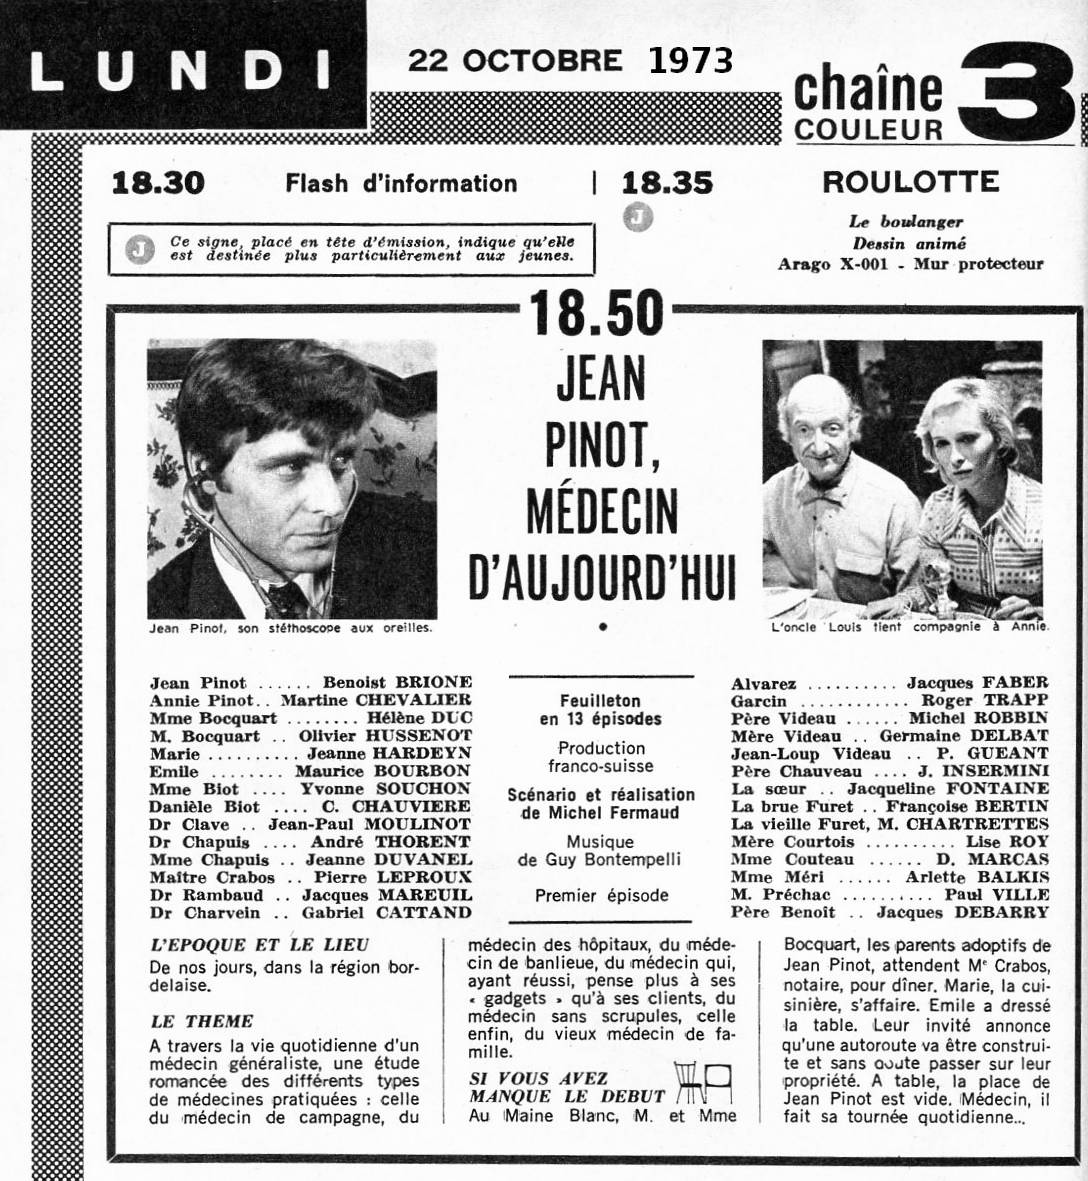 LUNDI
22 OCTOBRE 1973
chaîne 3
COULEUR
18.30 Flash d'information
J Ce signe, placé en tête d'émission, indique qu'elle
est destinée plus particulièrement aux jeunes.
18.35 ROULOTTE
J
Le boulanger
Dessin animé
Arago X-001 - Mur protecteur
18.50
JEAN
PINOT,
MÉDECIN
D'AUJOURD'HUI
Jean Pinot, son stéthoscope aux oreilles.
L'oncle Louis tient compagnie à Annie.
Jean Pinot ...... Benoist BRIONE
Annie Pinot.. Martine CHEVALIER
Mme Bocquart ........ Hélène DUC
M. Bocquart .. Olivier HUSSENOT
Marie .......... Jeanne HARDEYN
Emile ........ Maurice BOURBON
Mme Biot .... Yvonne SOUCHON
Danièle Biot .... C. CHAUVIERE
Dr Clave .. Jean-Paul MOULINOT
Dr Chapuis .... André THORENT
Mme Chapuis .. Jeanne DUVANEL
Maître Crabos .. Pierre LEPROUX
Dr Rambaud .. Jacques MAREUIL
Dr Charvein .. Gabriel CATTAND
Feuilleton
en 13 épisodes
Production
franco-suisse
Scénario et réalisation
de Michel Fermaud
Musique
de Guy Bontempelli
Premier épisode
Alvarez .......... Jacques FABER
Garcin ............ Roger TRAPP
Père Videau ...... Michel ROBBIN
Mère Videau .. Germaine DELBAT
Jean-Loup Videau .. P. GUEANT
Père Chauveau .... J. INSERMINI
La sœur .. Jacqueline FONTAINE
La brue Furet .. Françoise BERTIN
La vieille Furet, M. CHARTRETTES
Mère Courtois .......... Lise ROY
Mme Couteau ...... D. MARCAS
Mme Méri ...... Arlette BALKIS
M. Préchac .......... Paul VILLE
Père Benoît .. Jacques DEBARRY
L'EPOQUE ET LE LIEU
De nos jours, dans la région bor-
delaise.
LE THEME
A travers la vie quotidienne d'un
médecin généraliste, une étude
romancée des différents types
de médecines pratiquées : celle
du médecin de campagne, du
médecin des hôpitaux, du méde-
cin de banlieue, du médecin qui,
ayant réussi, pense plus à ses
« gadgets » qu'à ses clients, du
médecin sans scrupules, celle
enfin, du vieux médecin de fa-
mille.
SI VOUS AVEZ
MANQUE LE DEBUT
Au Maine Blanc, M. et Mme
Bocquart, les parents adoptifs de
Jean Pinot, attendent Me Crabos,
notaire, pour dîner. Marie, la cui-
sinière, s'affaire. Emile a dressé
la table. Leur invité annonce
qu'une autoroute va être construi-
te et sans doute passer sur leur
propriété. A table, la place de
Jean Pinot est vide. Médecin, il
fait sa tournée quotidienne...